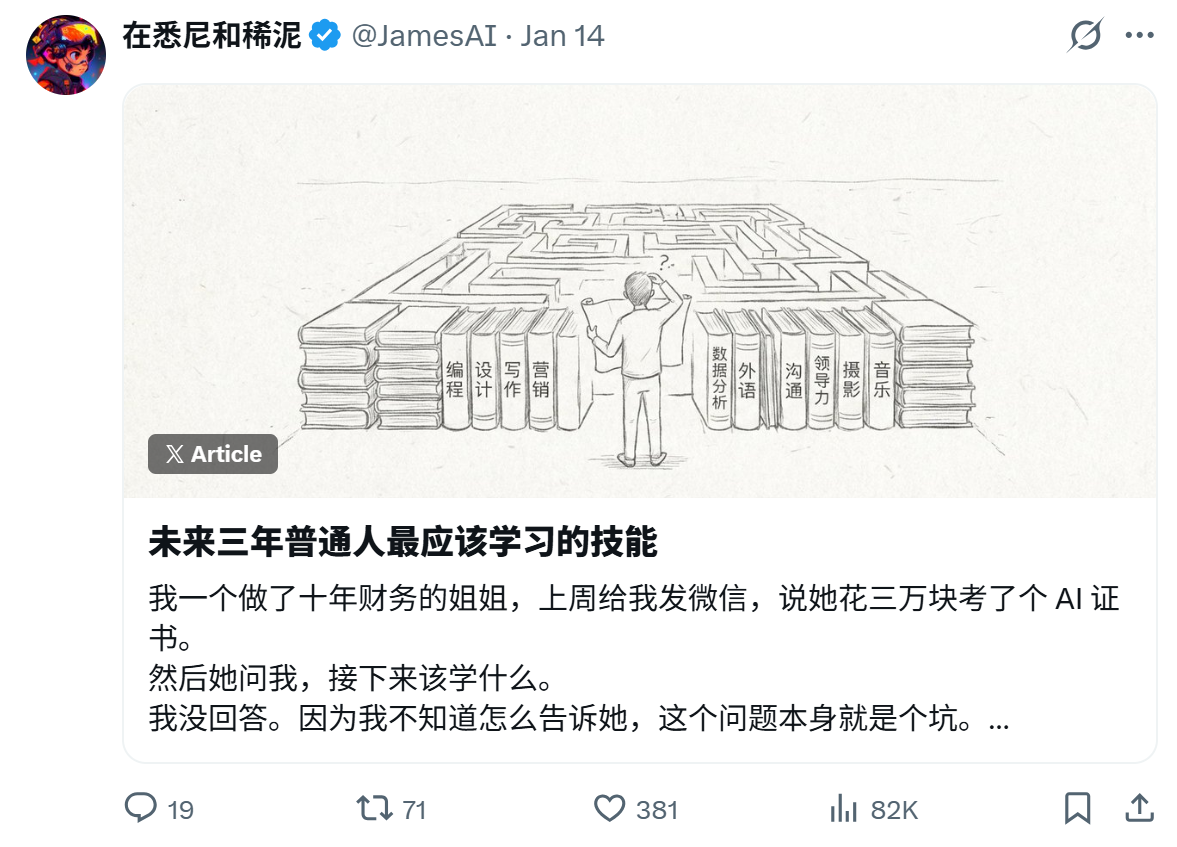 在悉尼和稀泥 @JamesAI · Jan 14
?
编程
设计
写作
营销
数据分析
外语
沟通
领导力
摄影
音乐
X Article
未来三年普通人最应该学习的技能
我一个做了十年财务的姐姐，上周给我发微信，说她花三万块考了个 AI 证
书。
然后她问我，接下来该学什么。
我没回答。因为我不知道怎么告诉她，这个问题本身就是个坑。...
19 71 381 82K